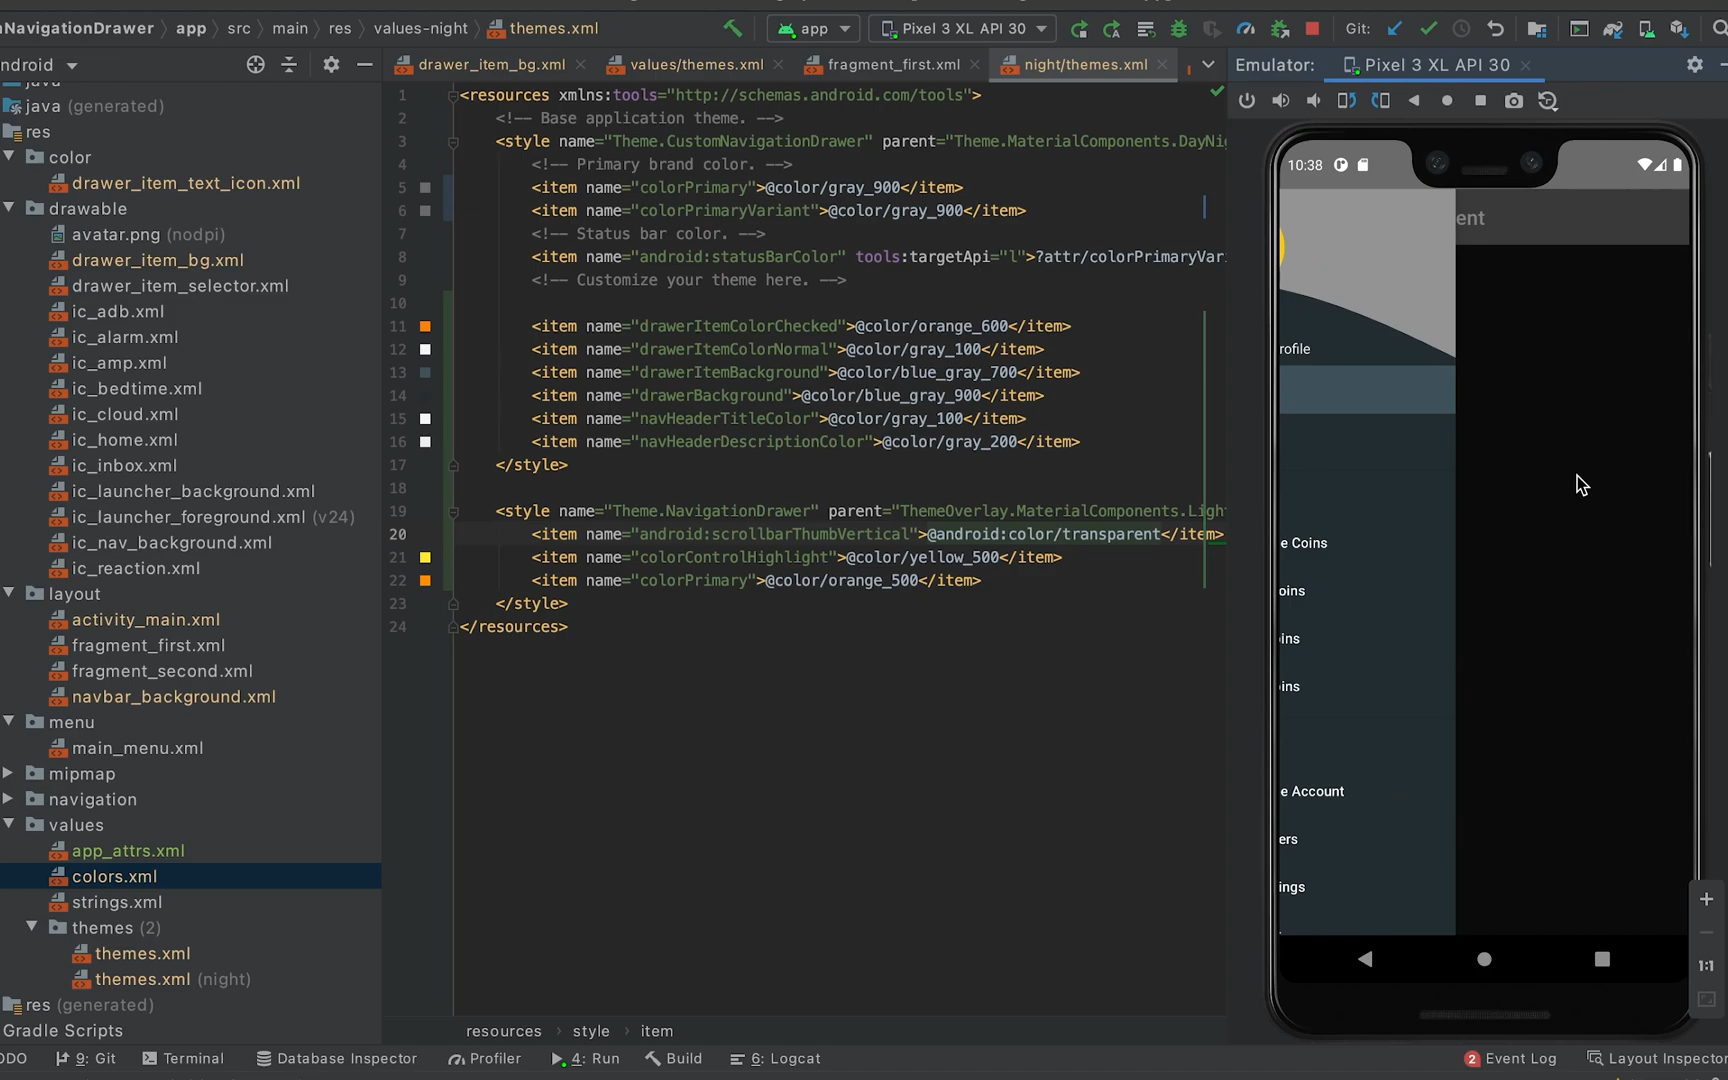 NavigationDrawer > app > src > main > res > values-night > themes.xml
app Pixel 3 XL API 30 Git:
ndroid
drawer_item_bg.xml values/themes.xml fragment_first.xml night/themes.xml
Emulator: Pixel 3 XL API 30
java
java (generated)
res
color
drawer_item_text_icon.xml
drawable
avatar.png (nodpi)
drawer_item_bg.xml
drawer_item_selector.xml
ic_adb.xml
ic_alarm.xml
ic_amp.xml
ic_bedtime.xml
ic_cloud.xml
ic_home.xml
ic_inbox.xml
ic_launcher_background.xml
ic_launcher_foreground.xml (v24)
ic_nav_background.xml
ic_reaction.xml
layout
activity_main.xml
fragment_first.xml
fragment_second.xml
navbar_background.xml
menu
main_menu.xml
mipmap
navigation
values
app_attrs.xml
colors.xml
strings.xml
themes (2)
themes.xml
themes.xml (night)
res (generated)
Gradle Scripts
1 <resources xmlns:tools="http://schemas.android.com/tools">
2 <!-- Base application theme. -->
3 <style name="Theme.CustomNavigationDrawer" parent="Theme.MaterialComponents.DayNi
4 <!-- Primary brand color. -->
5 <item name="colorPrimary">@color/gray_900</item>
6 <item name="colorPrimaryVariant">@color/gray_900</item>
7 <!-- Status bar color. -->
8 <item name="android:statusBarColor" tools:targetApi="l">?attr/colorPrimaryVari
9 <!-- Customize your theme here. -->
10
11 <item name="drawerItemColorChecked">@color/orange_600</item>
12 <item name="drawerItemColorNormal">@color/gray_100</item>
13 <item name="drawerItemBackground">@color/blue_gray_700</item>
14 <item name="drawerBackground">@color/blue_gray_900</item>
15 <item name="navHeaderTitleColor">@color/gray_100</item>
16 <item name="navHeaderDescriptionColor">@color/gray_200</item>
17 </style>
18
19 <style name="Theme.NavigationDrawer" parent="ThemeOverlay.MaterialComponents.Light
20 <item name="android:scrollbarThumbVertical">@android:color/transparent</item>
21 <item name="colorControlHighlight">@color/yellow_500</item>
22 <item name="colorPrimary">@color/orange_500</item>
23 </style>
24 </resources>
10:38
ent
rofile
e Coins
oins
ins
ins
e Account
ers
ings
1:1
resources > style > item
ODO 9: Git Terminal Database Inspector Profiler 4: Run Build 6: Logcat 2 Event Log Layout Inspector